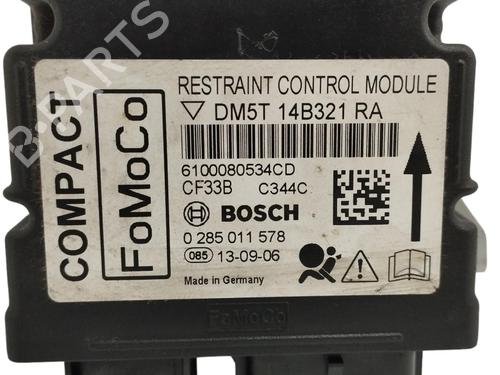 COMPACT
FoMoCo
RESTRAINT CONTROL MODULE
DM5T 14B321 RA
6100080534CD
CF33B C344C
BOSCH
0 285 011 578
085 13-09-06
Made in Germany
FoMoCo
B-PARTS